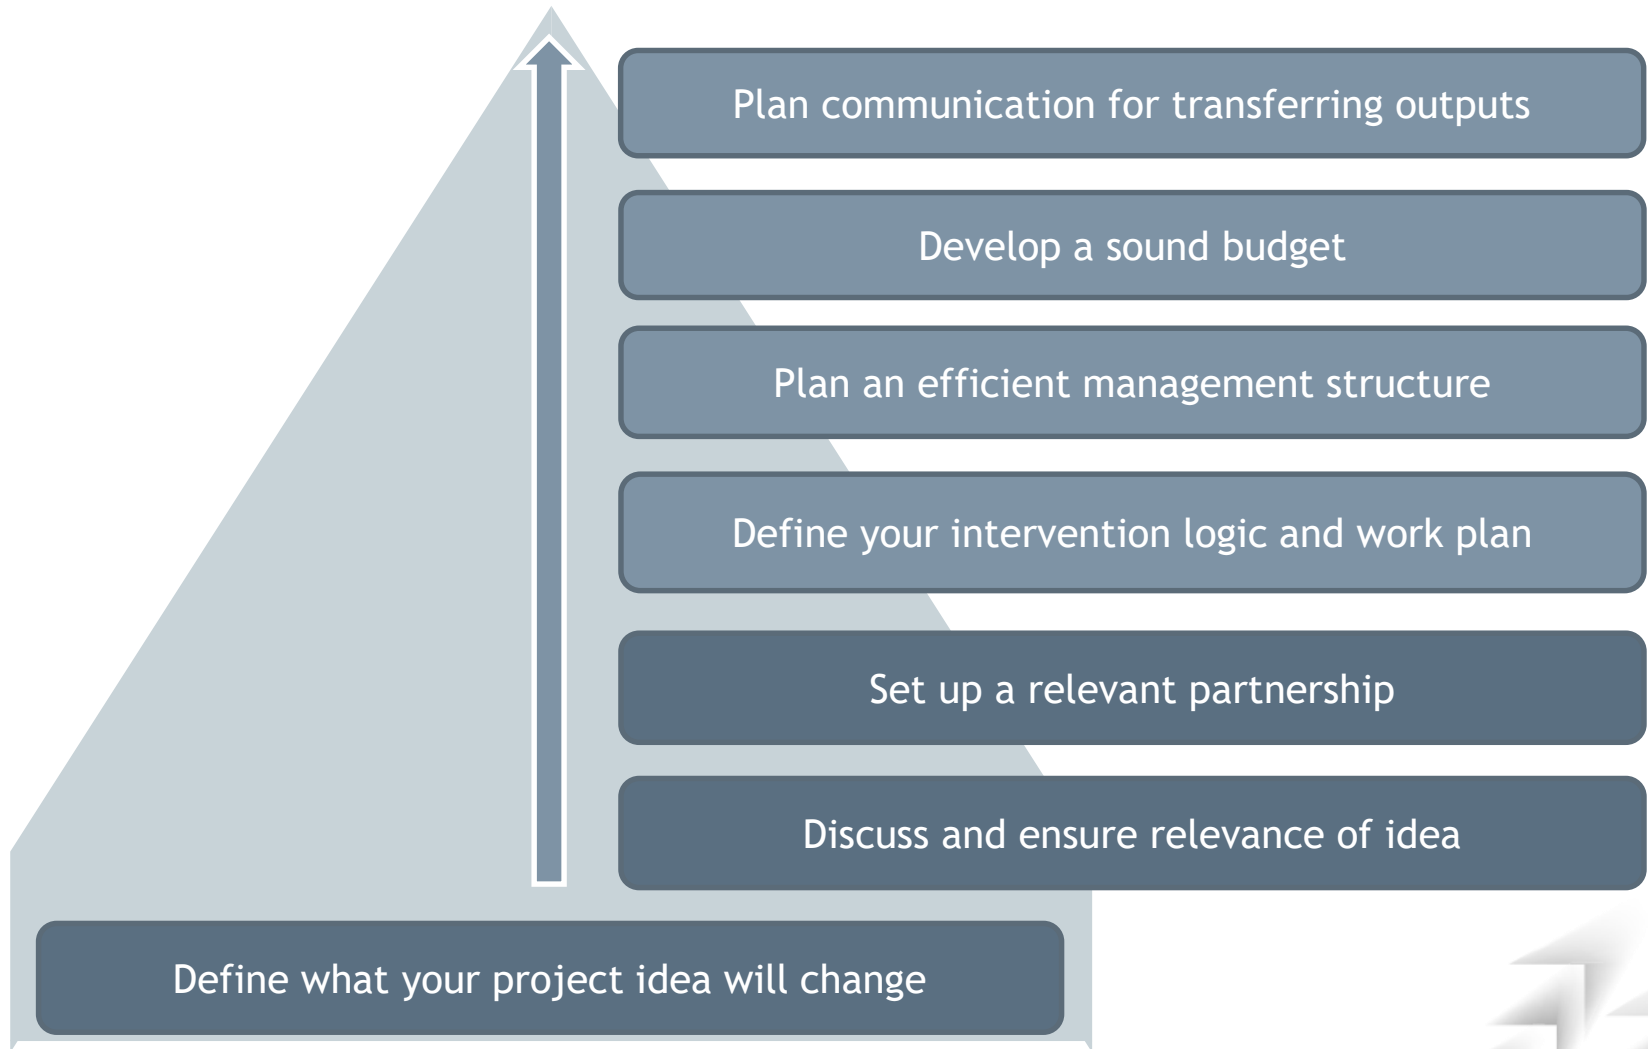 Plan communication for transferring outputs
Develop a sound budget
Plan an efficient management structure
Define your intervention logic and work plan
Set up a relevant partnership
Discuss and ensure relevance of idea
Define what your project idea will change